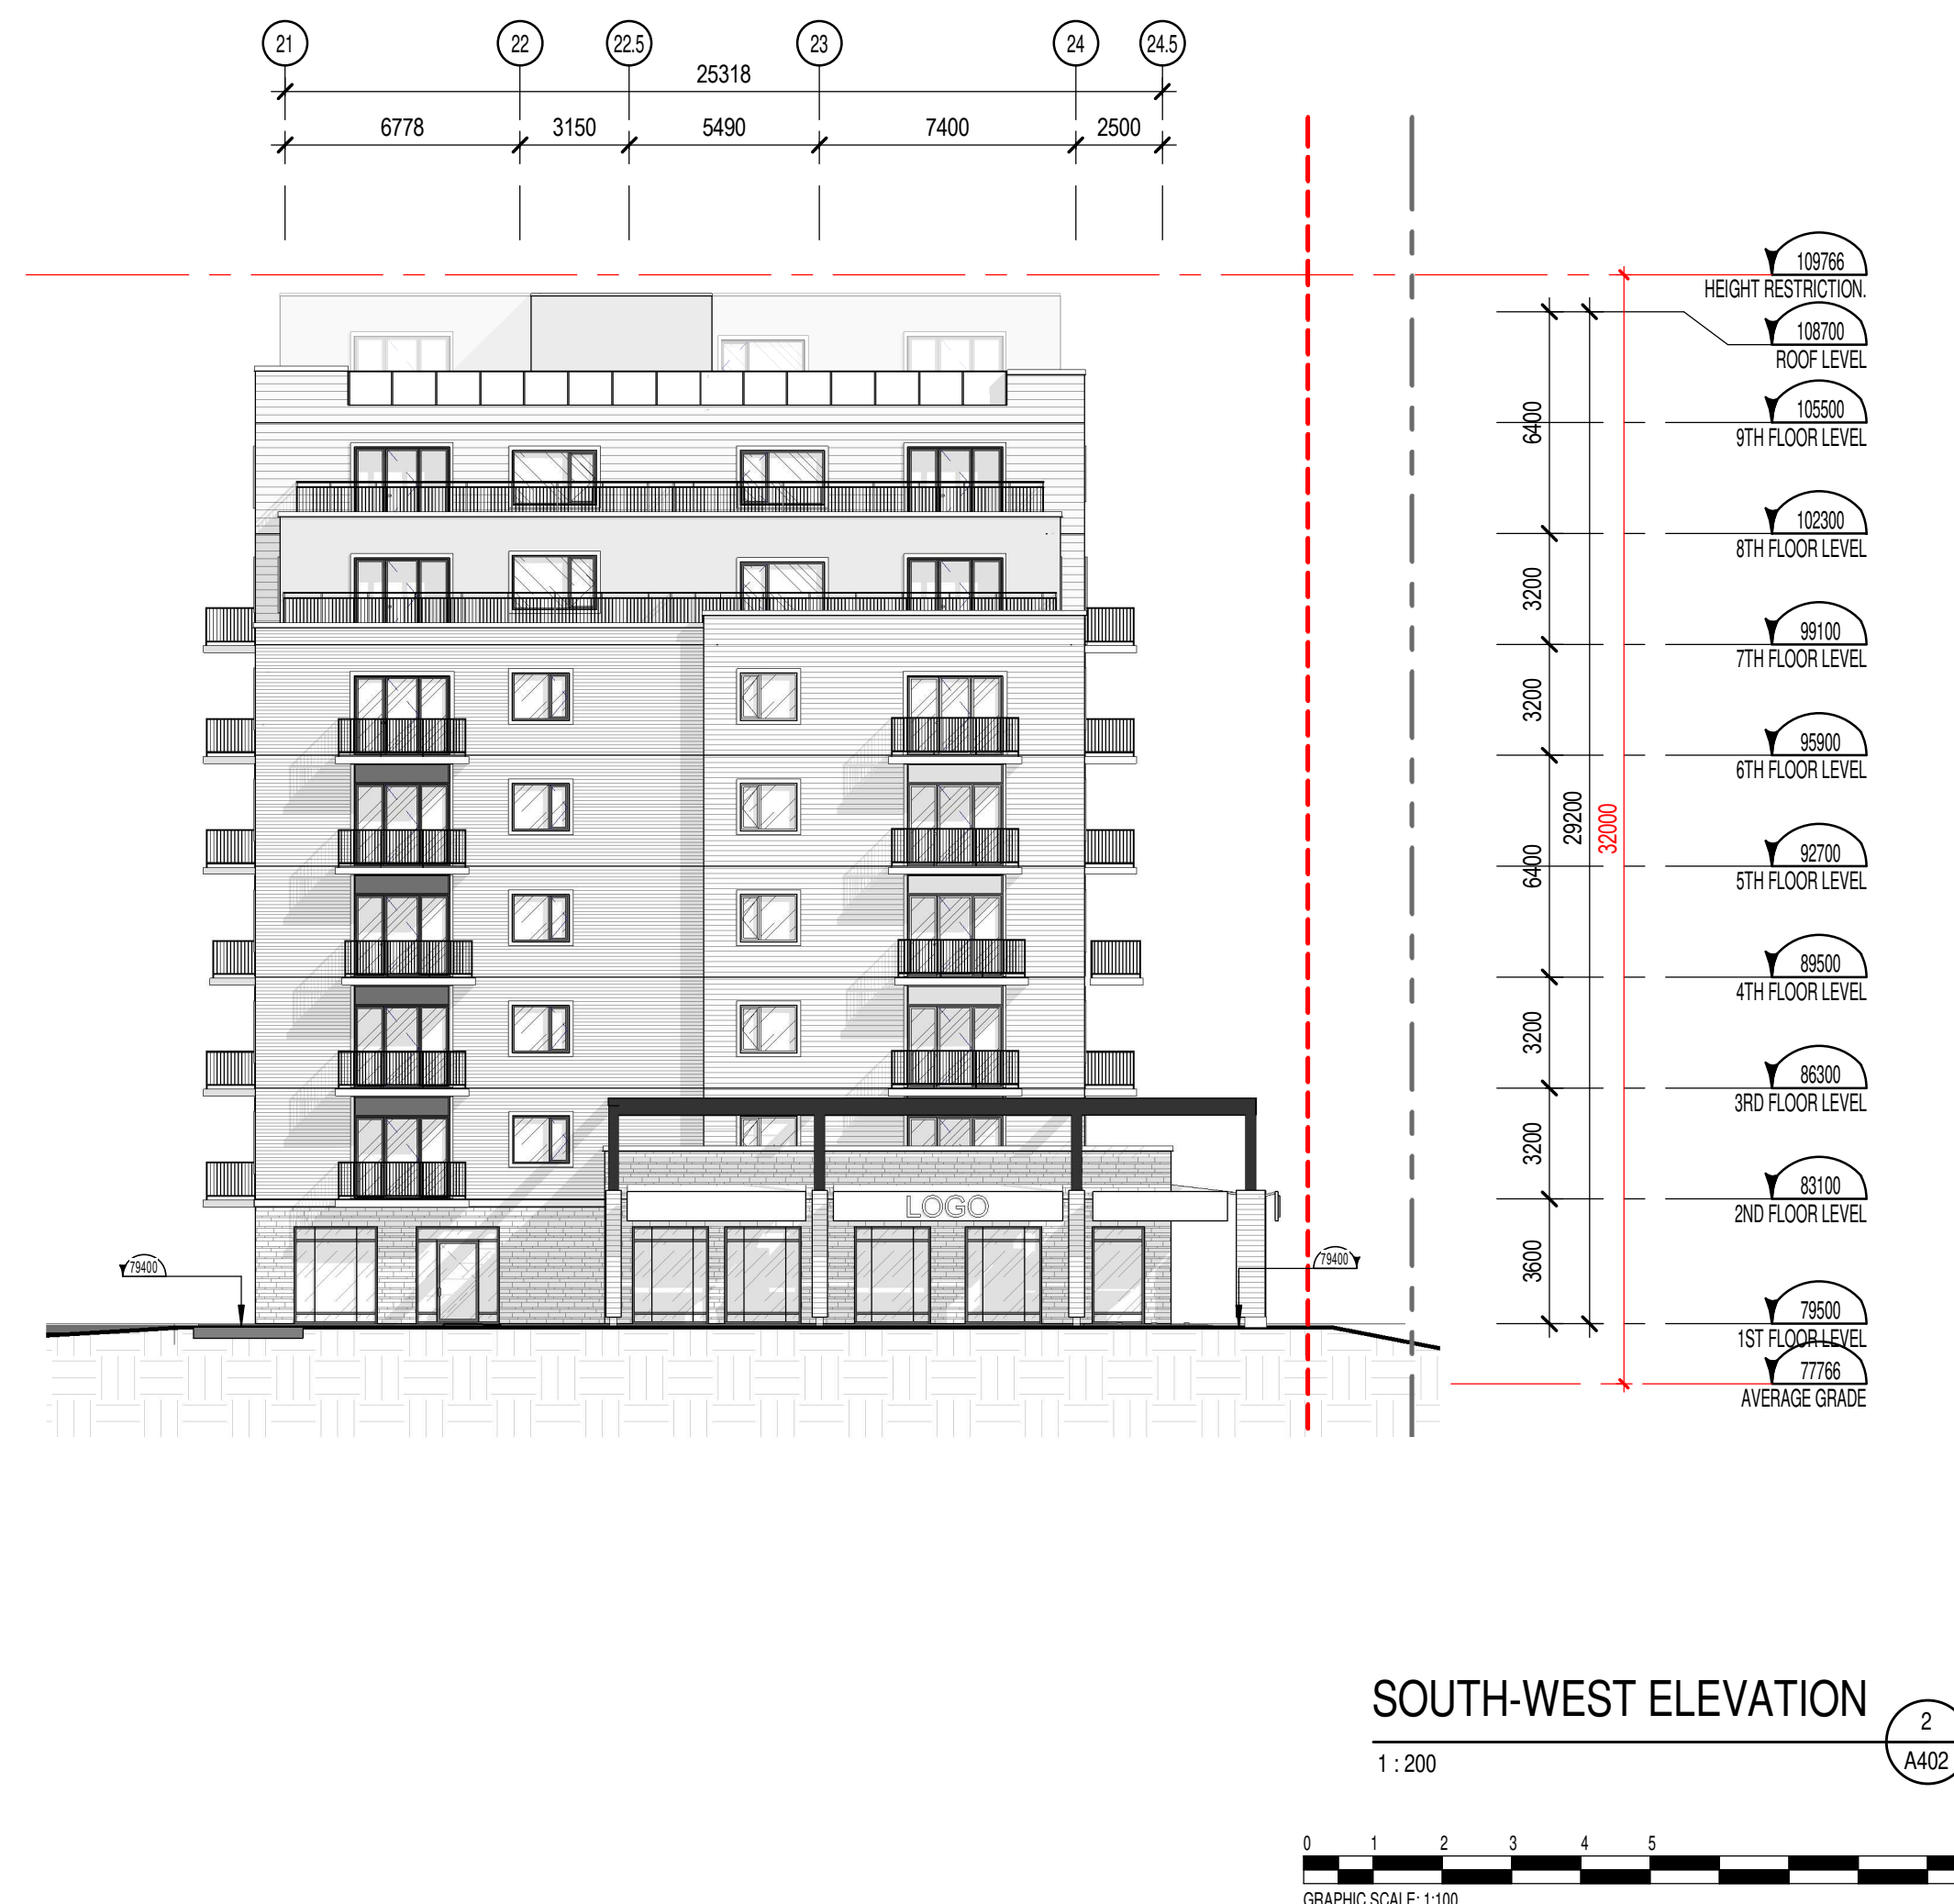 21 22 22.5 23 24 24.5
25318
6778 3150 5490 7400 2500
109766
HEIGHT RESTRICTION.
108700
ROOF LEVEL
105500
9TH FLOOR LEVEL
6400
102300
8TH FLOOR LEVEL
3200
99100
7TH FLOOR LEVEL
3200
95900
6TH FLOOR LEVEL
29200
32000
92700
5TH FLOOR LEVEL
6400
89500
4TH FLOOR LEVEL
3200
86300
3RD FLOOR LEVEL
3200
83100
2ND FLOOR LEVEL
LOGO
3600
79400
79400
79500
1ST FLOOR LEVEL
77766
AVERAGE GRADE
SOUTH-WEST ELEVATION
2
1 : 200
A402
0 1 2 3 4 5
GRAPHIC SCALE: 1:100